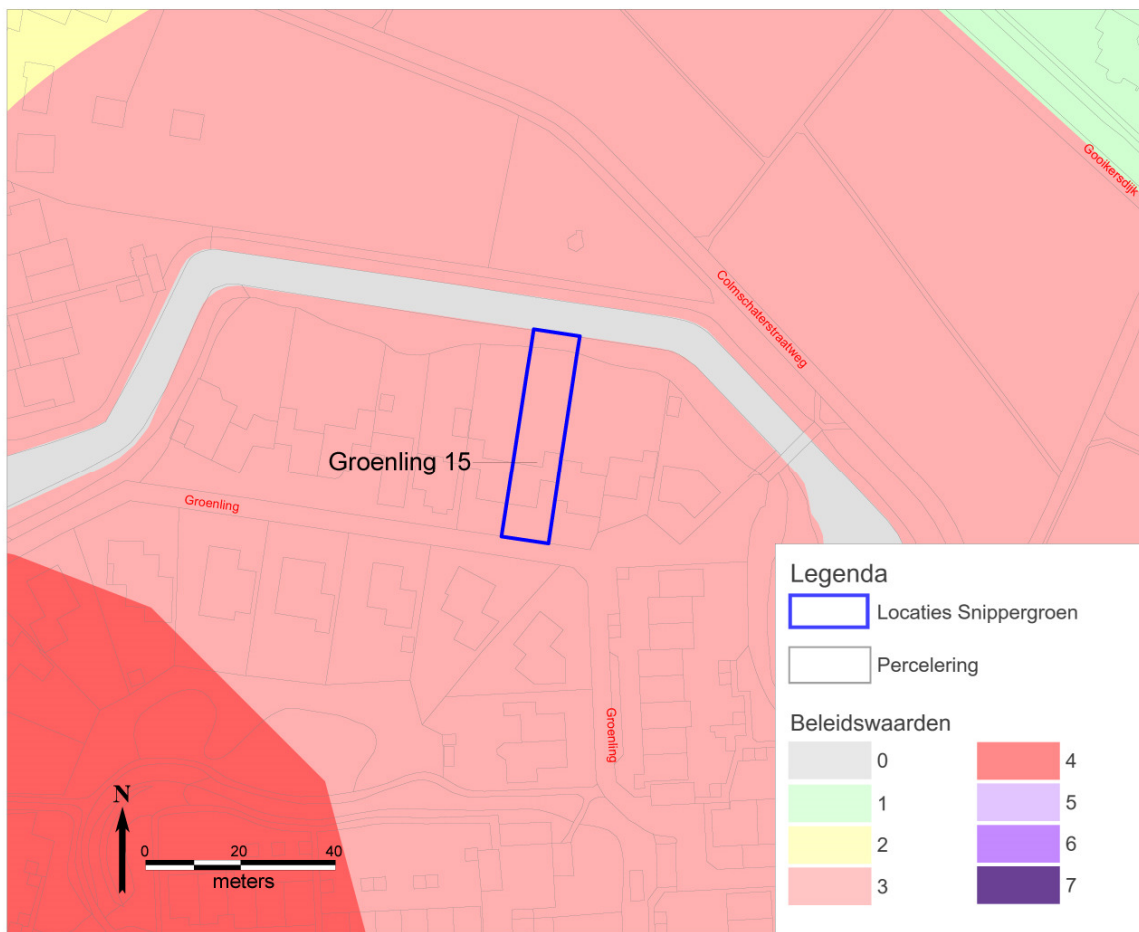 Gooikersdijk
Colmschaterstraatweg
Groenling 15
Groenling
Groenling
N
0 20 40
meters
Legenda
Locaties Snippergroen
Percelering
Beleidswaarden
0 4
1 5
2 6
3 7